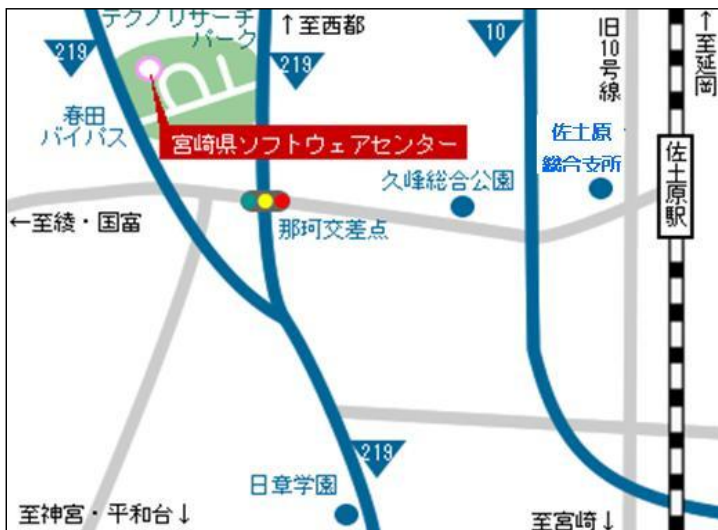 テクノリサーチ
パーク
↑至西都
219
219
10
旧10号線
↑至延岡
春田
バイパス
宮崎県ソフトウェアセンター
佐土原
総合支所
佐土原駅
久峰総合公園
←至綾・国富
那珂交差点
219
日章学園
至神宮・平和台↓
至宮崎↓